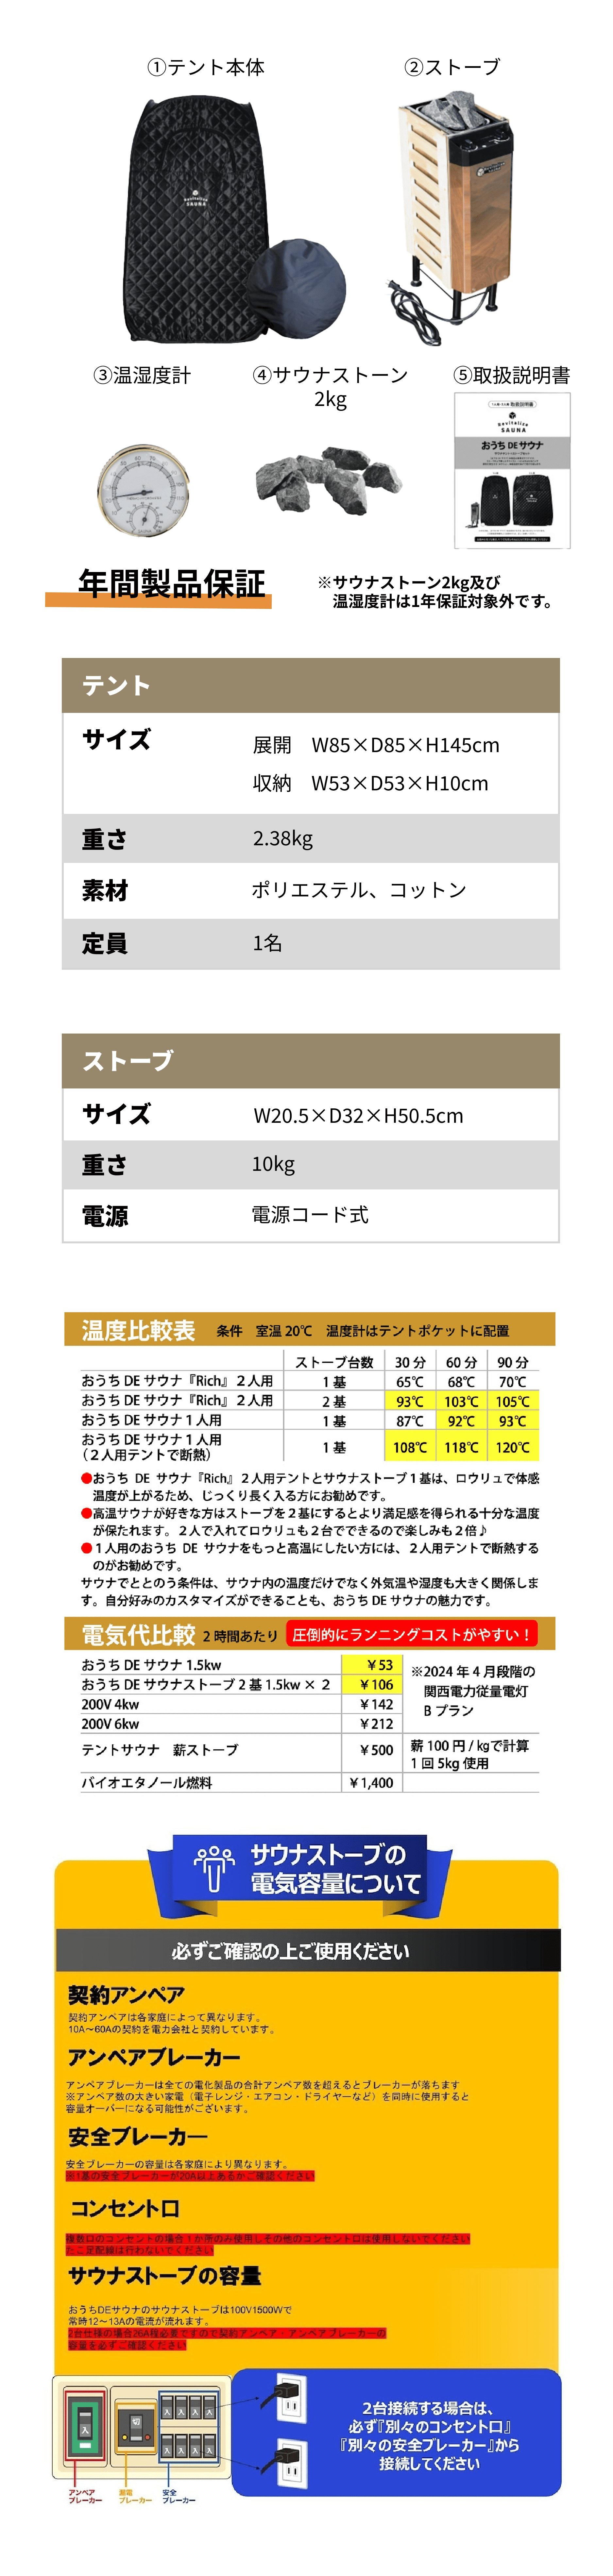 ①テント本体
②ストーブ
Revitalize
SAUNA
③温湿度計
④サウナストーン
2kg
⑤取扱説明書
取扱説明書
Revitalize
SAUNA
おうち DE サウナ
年間製品保証
※サウナストーン2kg及び
温湿度計は1年保証対象外です。
テント
サイズ
展開 W85×D85×H145cm
収納 W53×D53×H10cm
重さ 2.38kg
素材 ポリエステル、コットン
定員 1名
ストーブ
サイズ W20.5×D32×H50.5cm
重さ 10kg
電源 電源コード式
温度比較表 条件 室温 20℃ 温度計はテントポケットに配置
ストーブ台数 30 分 60 分 90 分
おうち DE サウナ『Rich』2人用 1 基 65℃ 68℃ 70℃
おうち DE サウナ『Rich』2人用 2 基 93℃ 103℃ 105℃
おうち DE サウナ 1 人用 1 基 87℃ 92℃ 93℃
おうち DE サウナ 1 人用
(2人用テントで断熱) 1 基 108℃ 118℃ 120℃
●おうち DE サウナ『Rich』2人用テントとサウナストーブ1基は、ロウリュで体感
温度が上がるため、じっくり長く入る方にお勧めです。
●高温サウナが好きな方はストーブを2基にするとより満足感を得られる十分な温度
が保たれます。2人で入れてロウリュも2台でできるので楽しみも2倍♪
●1人用のおうち DE サウナをもっと高温にしたい方には、2人用テントで断熱する
のがお勧めです。
サウナでととのう条件は、サウナ内の温度だけでなく外気温や湿度も大きく関係しま
す。自分好みのカスタマイズができることも、おうち DE サウナの魅力です。
電気代比較 2時間あたり 圧倒的にランニングコストがやすい！
おうち DE サウナ 1.5kw ￥53
おうち DE サウナストーブ 2 基 1.5kw × 2 ￥106
200V 4kw ￥142
200V 6kw ￥212
※2024 年 4 月段階の
関西電力従量電灯
B プラン
テントサウナ 薪ストーブ ￥500
薪 100 円 / kgで計算
1 回 5kg 使用
バイオエタノール燃料 ￥1,400
サウナストーブの
電気容量について
必ずご確認の上ご使用ください
契約アンペア
契約アンペアは各家庭によって異なります。
10A〜60Aの契約を電力会社と契約しています。
アンペアブレーカー
アンペアブレーカーは全ての電化製品の合計アンペア数を超えるとブレーカーが落ちます
※アンペア数の大きい家電（電子レンジ・エアコン・ドライヤーなど）を同時に使用すると
容量オーバーになる可能性がございます。
安全ブレーカー
安全ブレーカーの容量は各家庭により異なります。
※1基の安全ブレーカーが20A以上あるかご確認ください
コンセント口
複数口のコンセントの場合1か所のみ使用しその他のコンセント口は使用しないでください
たこ足配線は行わないでください
サウナストーブの容量
おうちDEサウナのサウナストーブは100V1500Wで
常時12〜13Aの電流が流れます。
2台仕様の場合26A程必要ですので契約アンペア・アンペアブレーカーの
容量を必ずご確認ください
入
切
入 入 入 入
入 入 入 入
アンペア
ブレーカー
漏電
ブレーカー
安全
ブレーカー
2台接続する場合は、
必ず『別々のコンセント口』
『別々の安全ブレーカー』から
接続してください